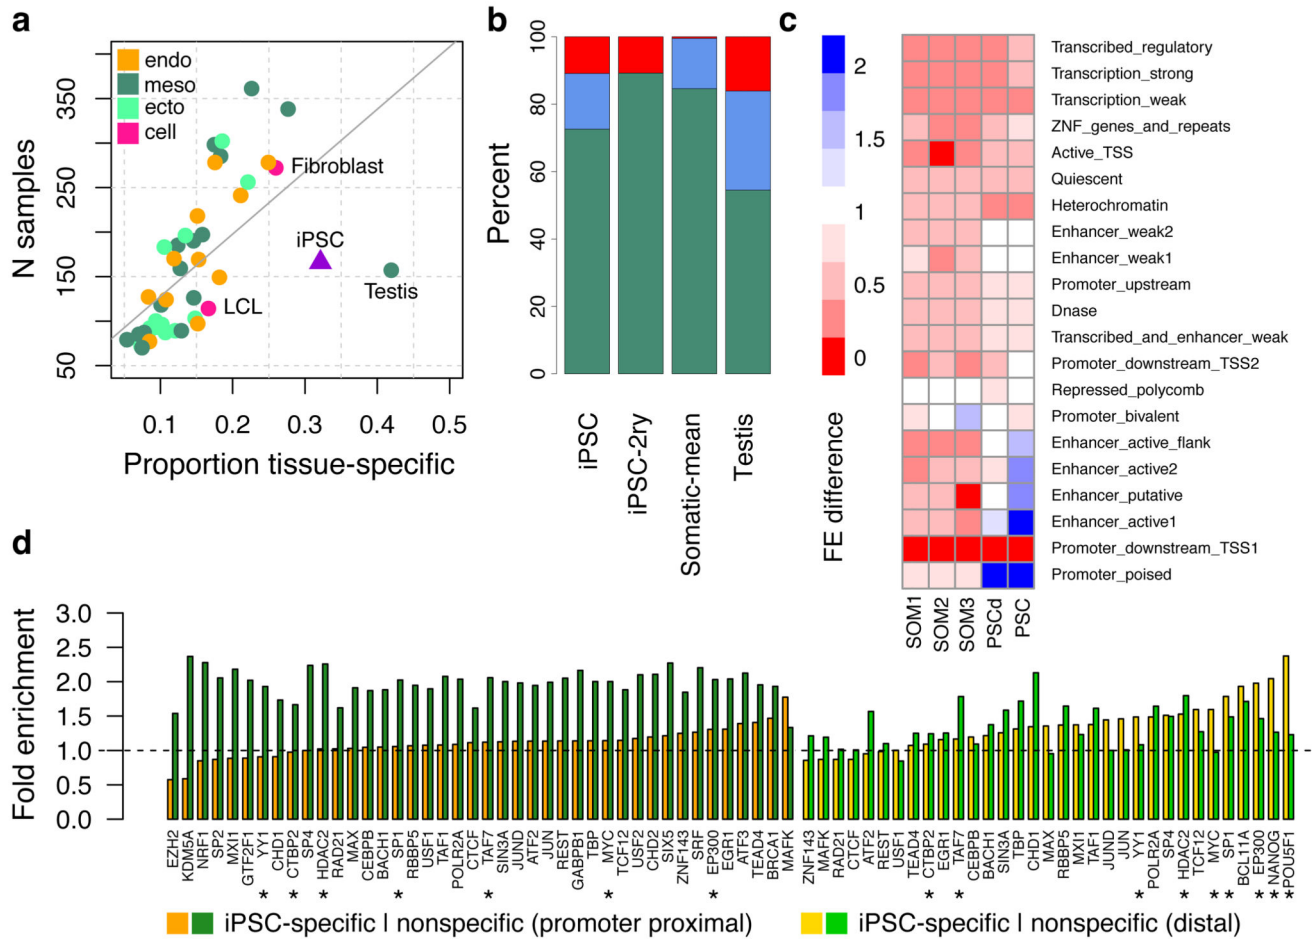 a
endo
meso
ecto
cell
Fibroblast
iPSC
Testis
LCL
N samples
50
150
250
350
0.1 0.2 0.3 0.4 0.5
Proportion tissue-specific
b
Percent
0
20
40
60
80
100
iPSC
iPSC-2ry
Somatic-mean
Testis
c
2
1.5
1
0.5
0
FE difference
Transcribed_regulatory
Transcription_strong
Transcription_weak
ZNF_genes_and_repeats
Active_TSS
Quiescent
Heterochromatin
Enhancer_weak2
Enhancer_weak1
Promoter_upstream
Dnase
Transcribed_and_enhancer_weak
Promoter_downstream_TSS2
Repressed_polycomb
Promoter_bivalent
Enhancer_active_flank
Enhancer_active2
Enhancer_putative
Enhancer_active1
Promoter_downstream_TSS1
Promoter_poised
SOM1
SOM2
SOM3
PSCd
PSC
d
Fold enrichment
3.0
2.5
2.0
1.5
1.0
0.5
0.0
EZH2
KDM5A
NRF1
SP2
MXI1
GTF2F1
YY1 *
CHD1
CTBP2 *
SP4
HDAC2 *
RAD21
MAX
CEBPB
BACH1
SP1 *
RBBP5
USF1
TAF1
POLR2A
CTCF
TAF7 *
SIN3A
JUND
ATF2
JUN
REST
GABPB1
TBP
MYC *
TCF12
USF2
CHD2
SIX5
ZNF143
SRF
EP300 *
EGR1
ATF3
TEAD4
BRCA1
MAFK
ZNF143
MAFK
RAD21
CTCF
ATF2
REST
USF1
TEAD4
CTBP2 *
EGR1
TAF7 *
CEBPB
BACH1
SIN3A
TBP
CHD1
MAX
RBBP5
MXI1
TAF1
JUND
JUN
YY1 *
POLR2A
SP4
HDAC2 *
TCF12
MYC *
SP1 *
BCL11A
EP300 *
NANOG *
POU5F1 *
iPSC-specific | nonspecific (promoter proximal)
iPSC-specific | nonspecific (distal)